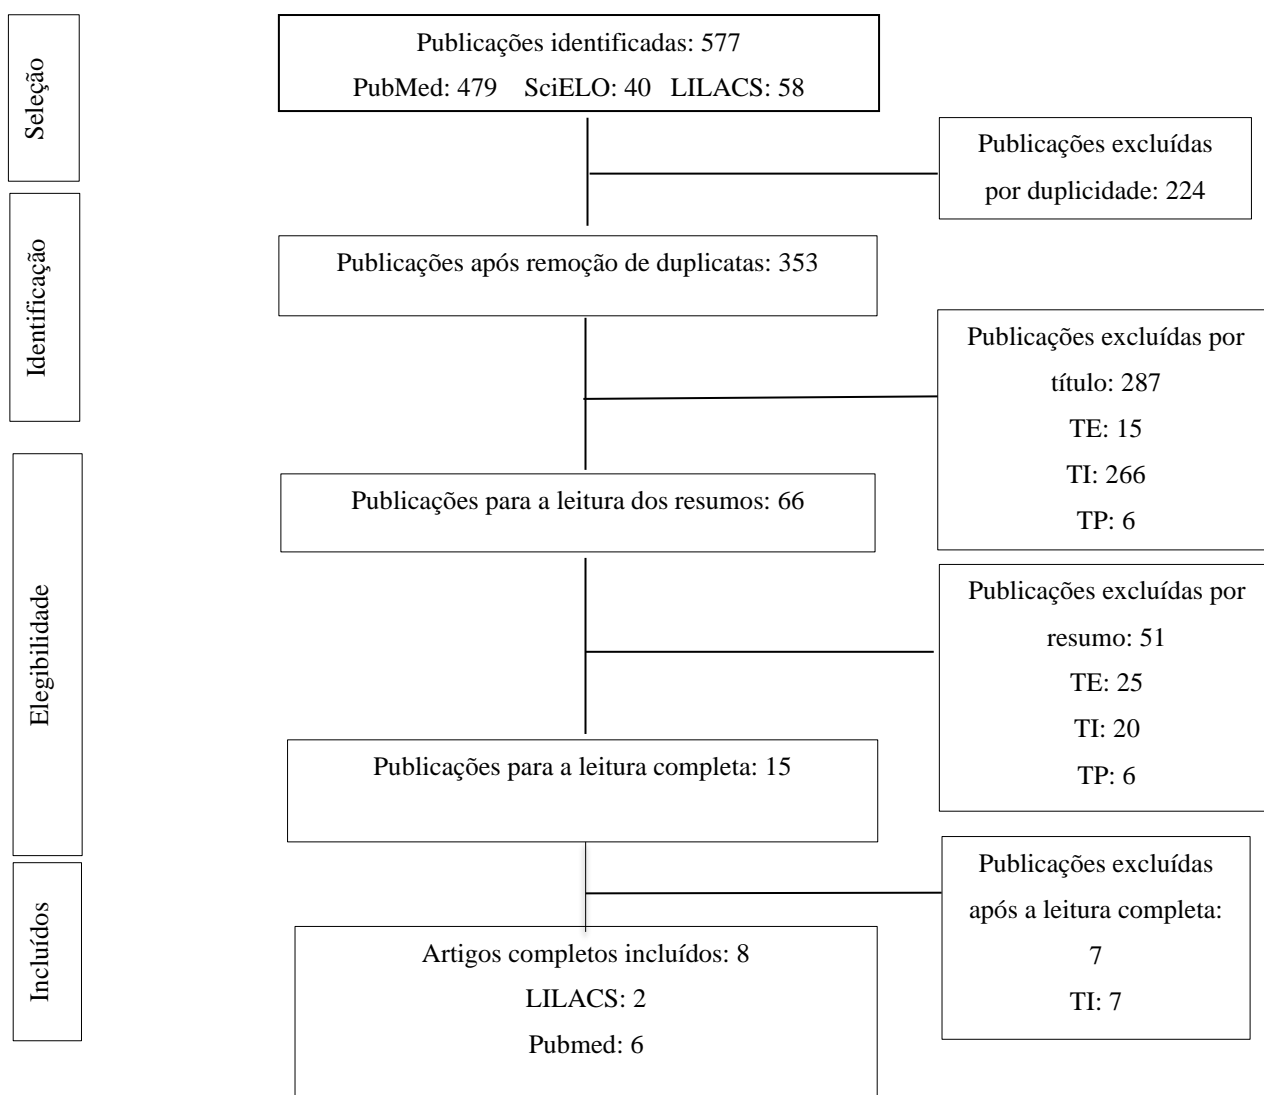 Seleção
Publicações identificadas: 577
PubMed: 479 SciELO: 40 LILACS: 58
Publicações excluídas
por duplicidade: 224
Identificação
Publicações após remoção de duplicatas: 353
Publicações excluídas por
título: 287
TE: 15
TI: 266
TP: 6
Elegibilidade
Publicações para a leitura dos resumos: 66
Publicações excluídas por
resumo: 51
TE: 25
TI: 20
TP: 6
Publicações para a leitura completa: 15
Publicações excluídas
após a leitura completa:
7
TI: 7
Incluídos
Artigos completos incluídos: 8
LILACS: 2
Pubmed: 6